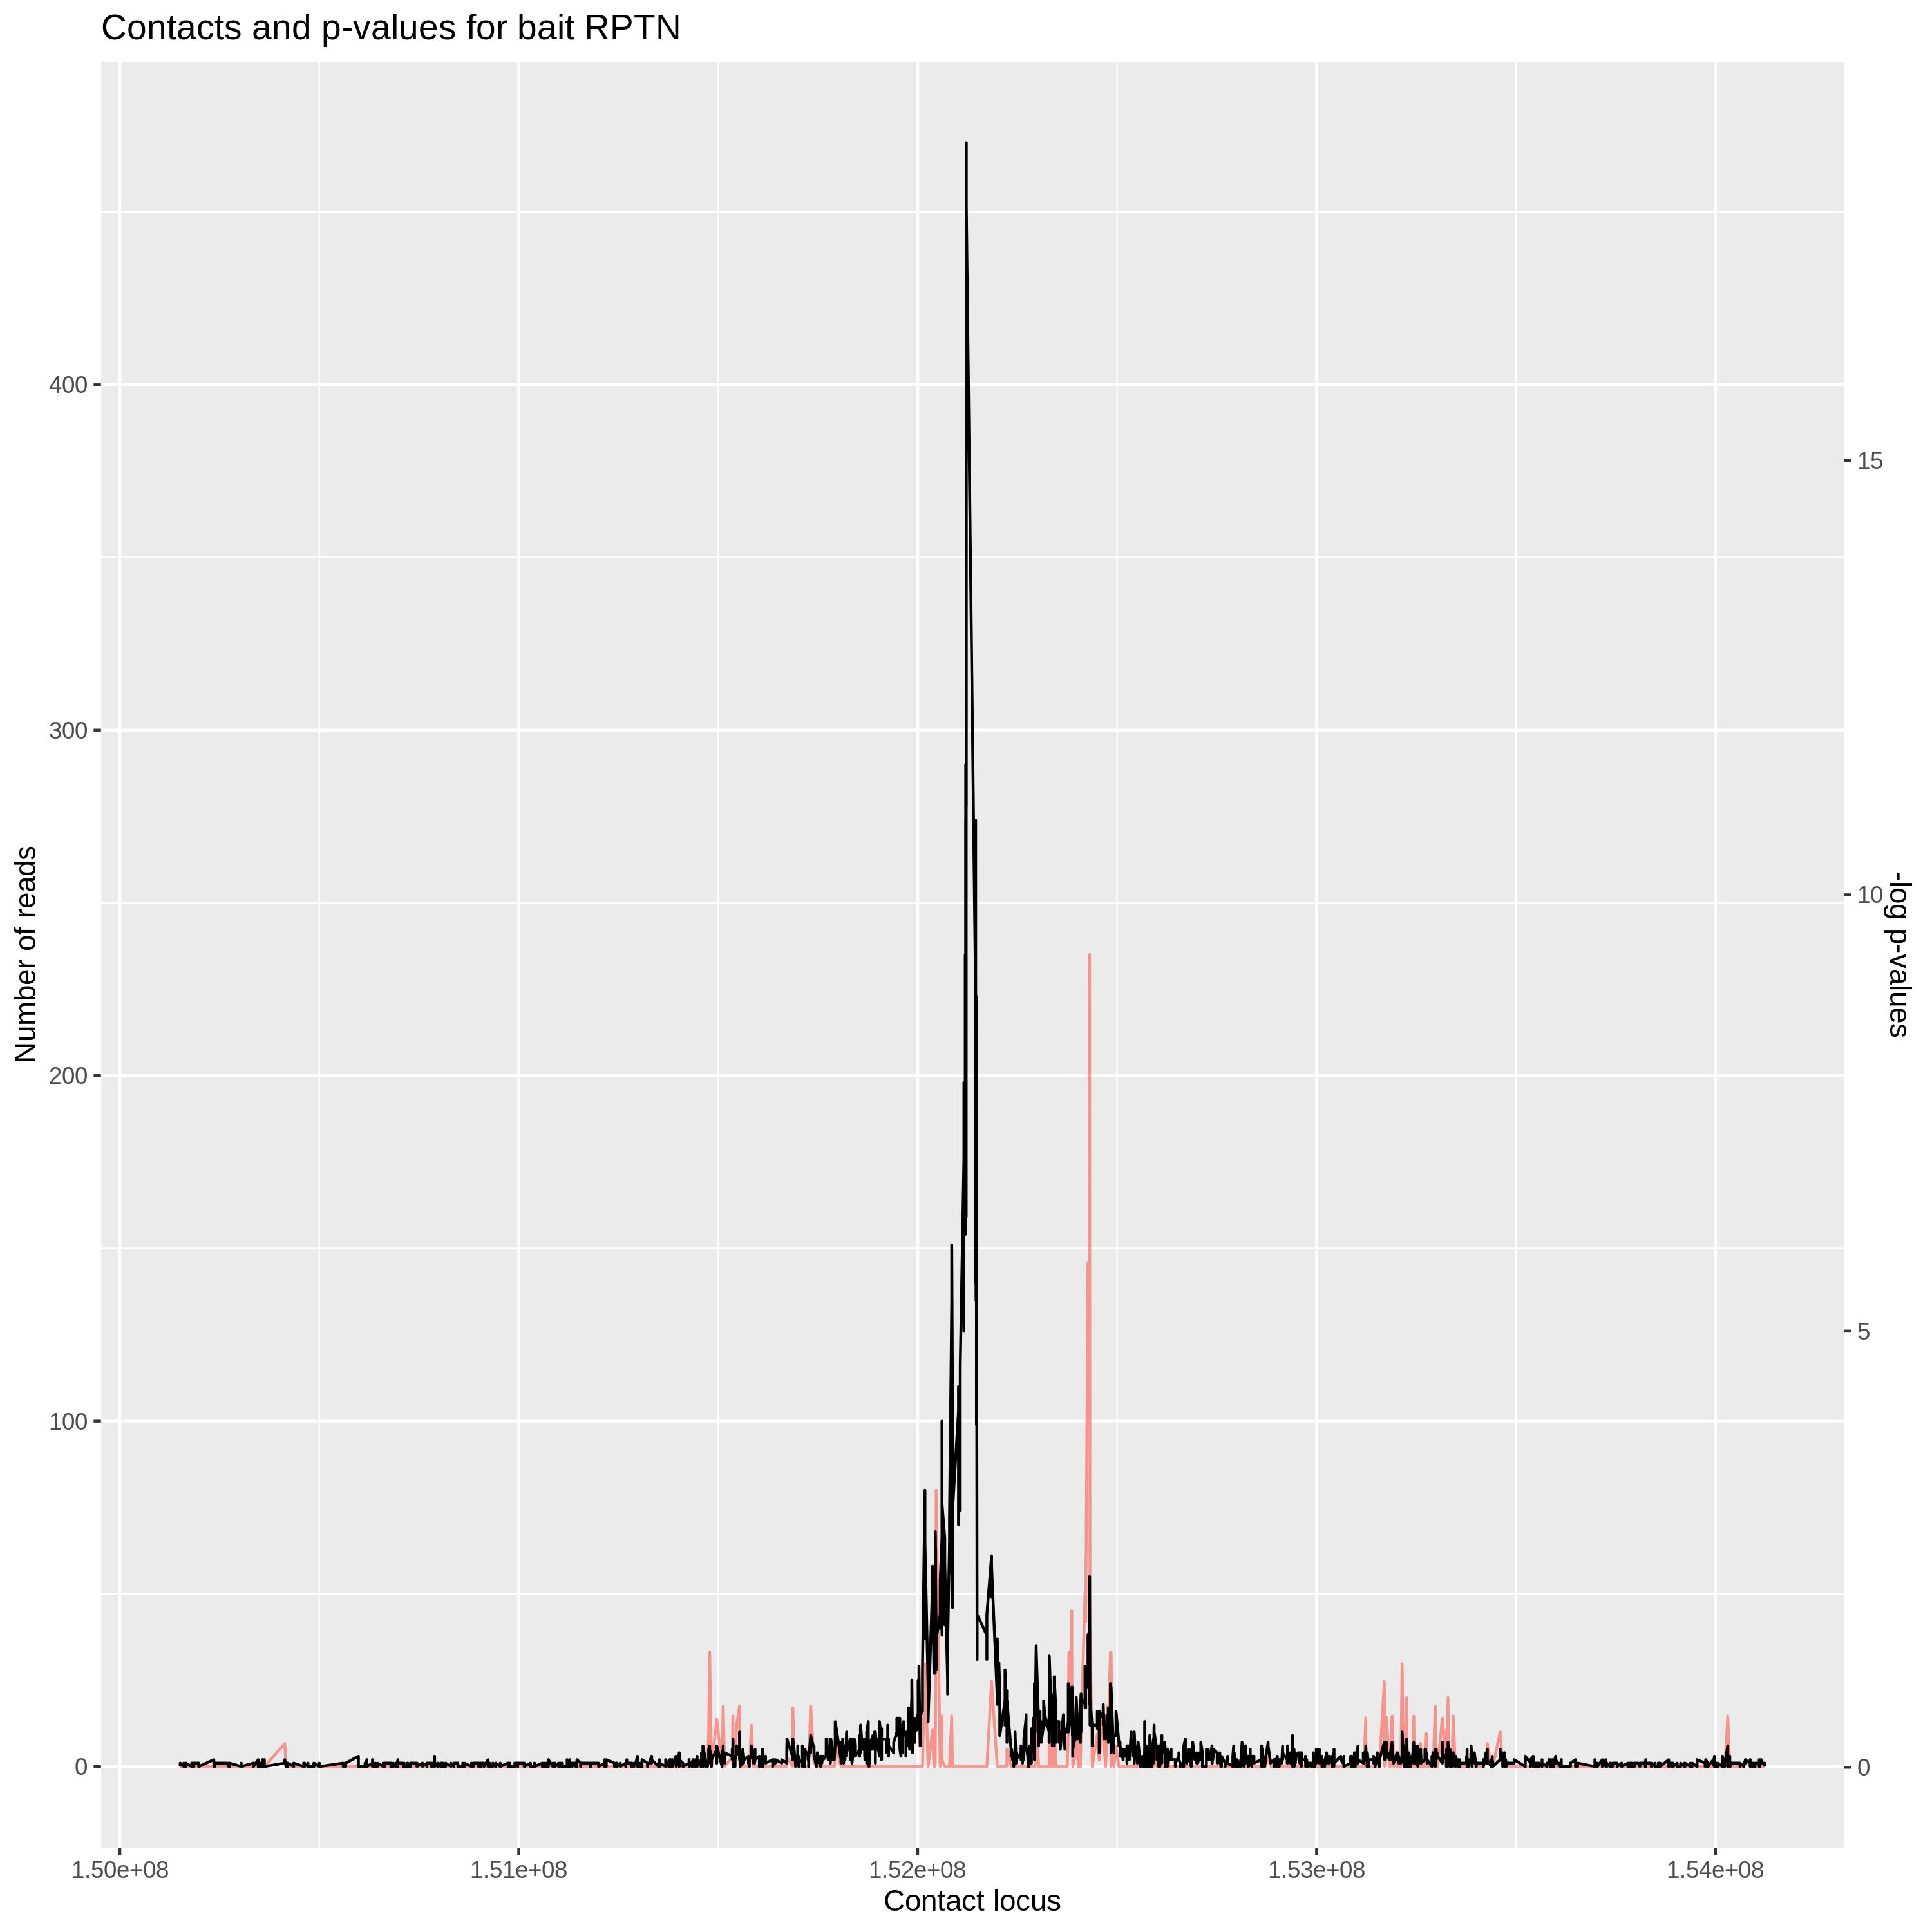 Contacts and p-values for bait RPTN
400
300
200
100
0
Number of reads
15
10
5
0
-log p-values
1.50e+08 1.51e+08 1.52e+08 1.53e+08 1.54e+08
Contact locus